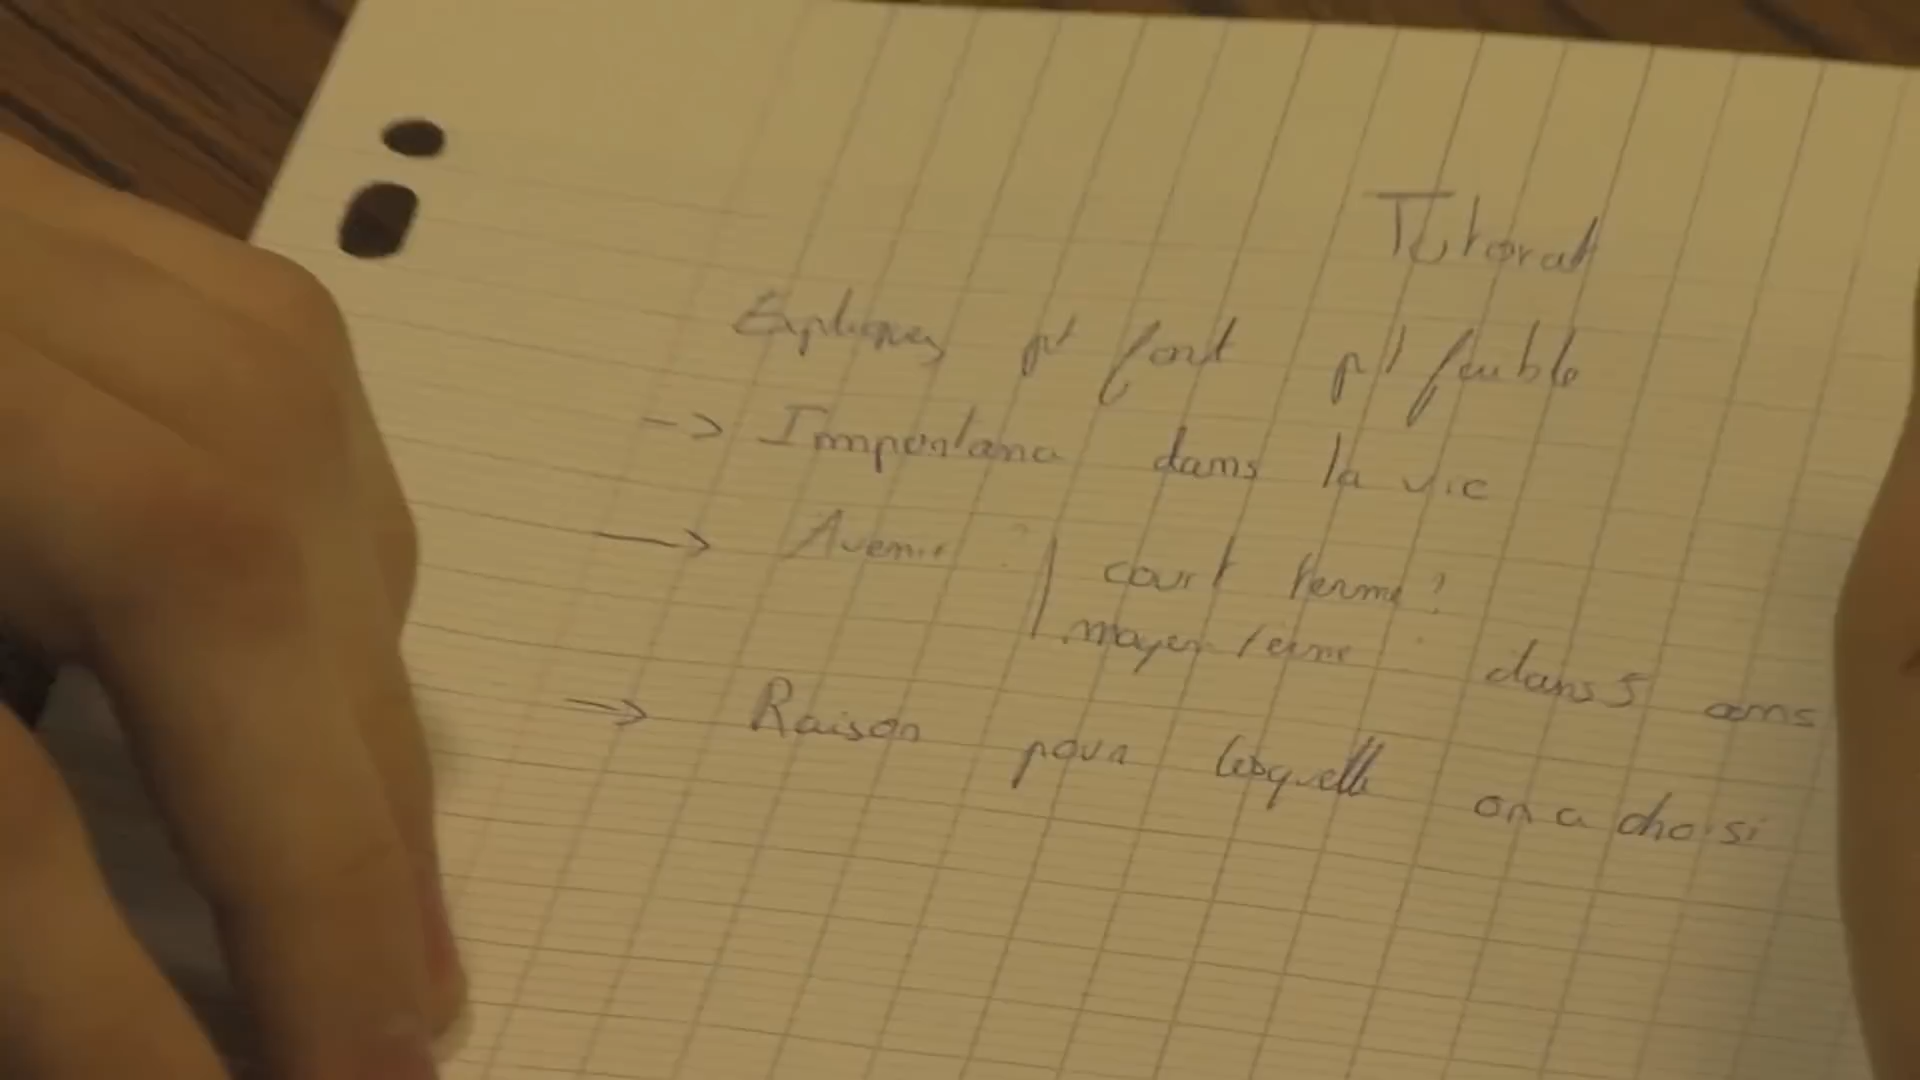 Tutorat
Expliquez pt fort pt faible
-> Importance dans la vie
-> Avenir : | court terme :
| moyen terme : dans 5 ans
-> Raison pour lesquelle on a choisi